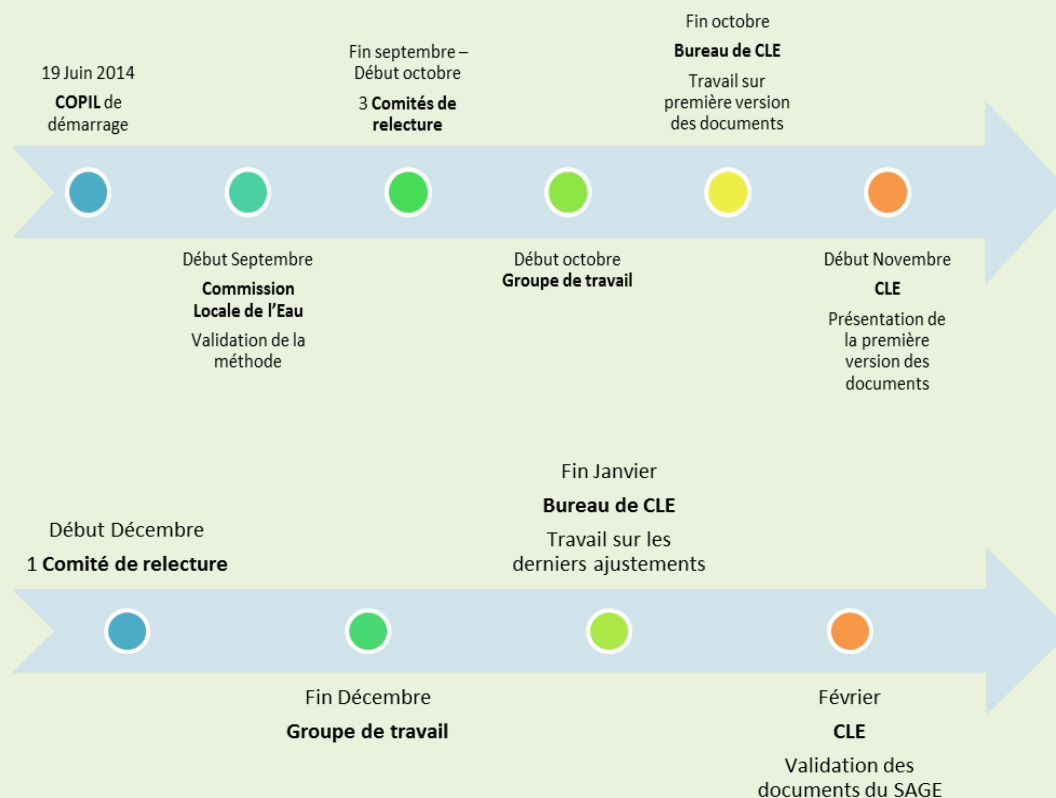 19 Juin 2014
COPIL de
démarrage
Début Septembre
Commission
Locale de l'Eau
Validation de la
méthode
Fin septembre –
Début octobre
3 Comités de
relecture
Début octobre
Groupe de travail
Fin octobre
Bureau de CLE
Travail sur
première version
des documents
Début Novembre
CLE
Présentation de
la première
version des
documents
Début Décembre
1 Comité de relecture
Fin Décembre
Groupe de travail
Fin Janvier
Bureau de CLE
Travail sur les
derniers ajustements
Février
CLE
Validation des
documents du SAGE